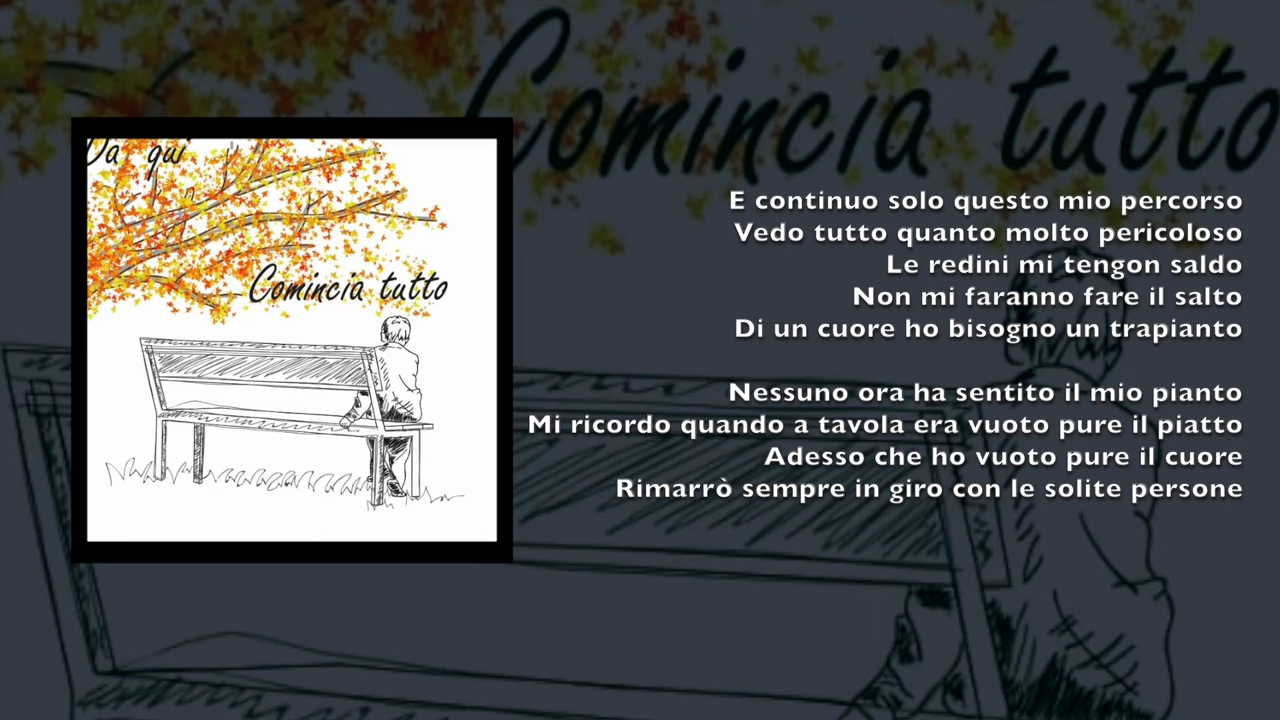 Comincia tutto
Da qui
Comincia tutto
E continuo solo questo mio percorso
Vedo tutto quanto molto pericoloso
Le redini mi tengon saldo
Non mi faranno fare il salto
Di un cuore ho bisogno un trapianto
Nessuno ora ha sentito il mio pianto
Mi ricordo quando a tavola era vuoto pure il piatto
Adesso che ho vuoto pure il cuore
Rimarrò sempre in giro con le solite persone